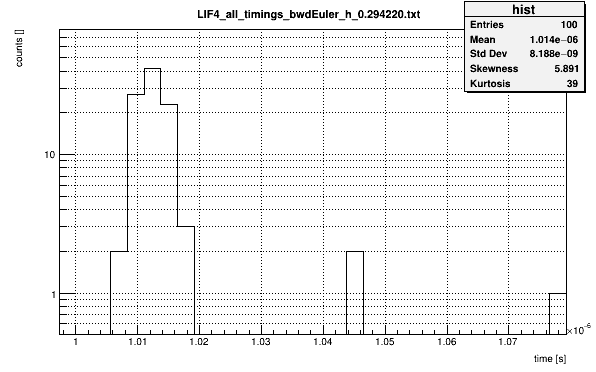 LIF4_all_timings_bwdEuler_h_0.294220.txt
hist
Entries 100
Mean 1.014e−06
Std Dev 8.188e−09
Skewness 5.891
Kurtosis 39
counts []
10
1
1 1.01 1.02 1.03 1.04 1.05 1.06 1.07
×10⁻⁶
time [s]